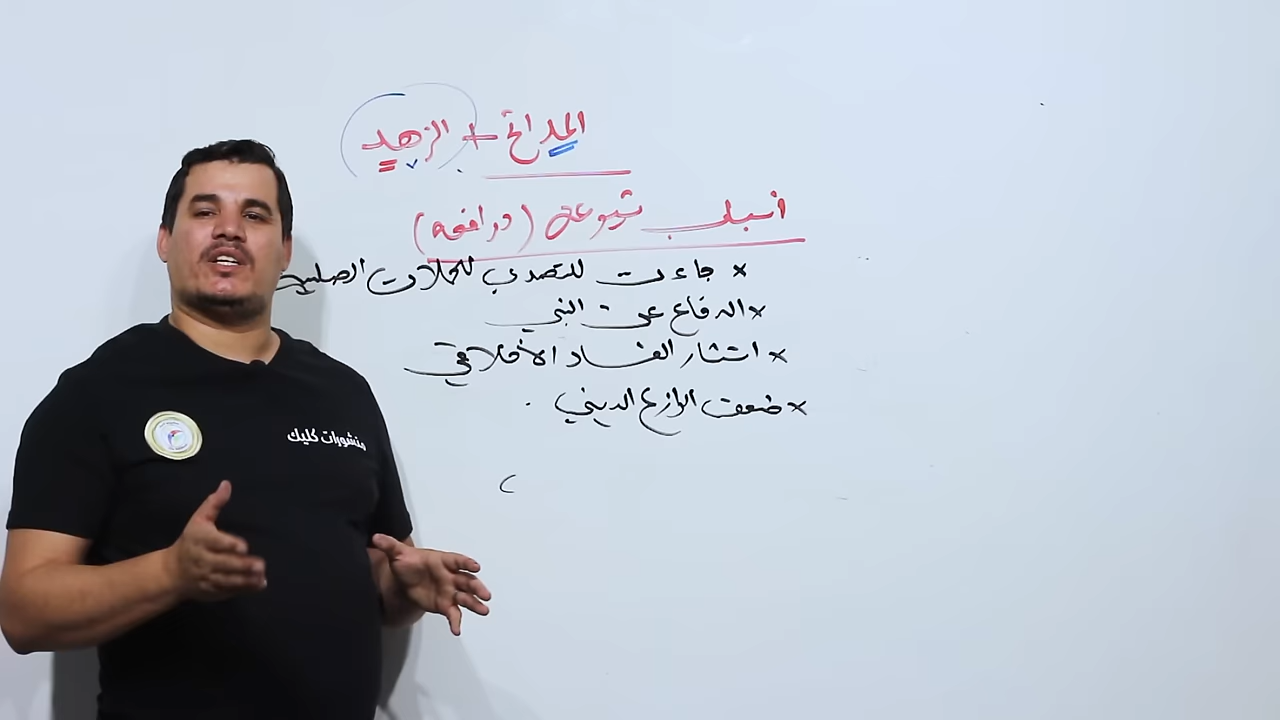 المدائح + الزهد
أسباب شيوعه (دوافعه)
* جاءت للتصدي للحملات الصليبية
* الدفاع عن النبي
* انتشار الفساد الأخلاقي
* ضعف الوازع الديني .
منشورات كليك